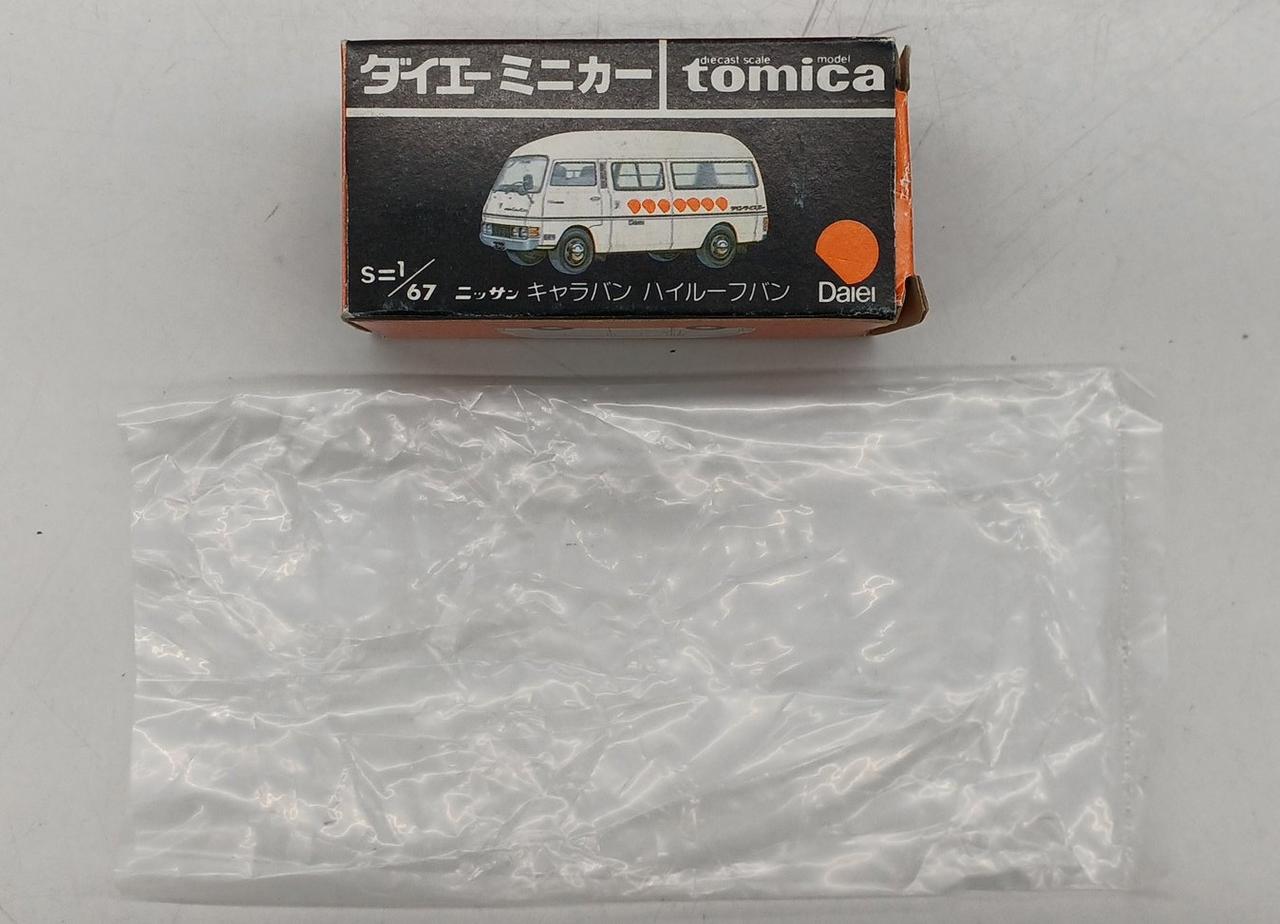 ダイエーミニカー
diecast scale model
tomica
S=1/67 ニッサン キャラバン ハイルーフバン
Daiei